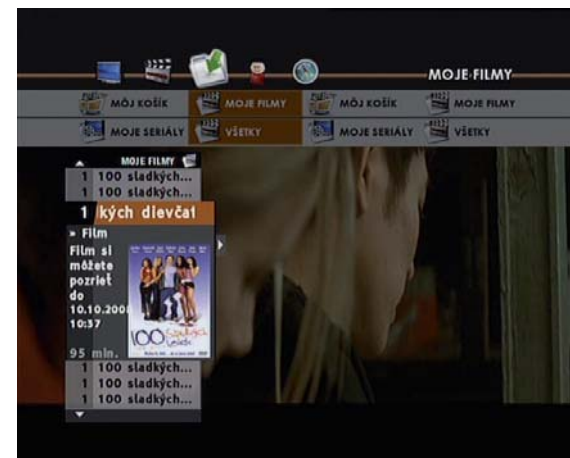 MOJE FILMY
MÔJ KOŠÍK MOJE FILMY MÔJ KOŠÍK MOJE FILMY
MOJE SERIÁLY VŠETKY MOJE SERIÁLY VŠETKY
MOJE FILMY
1 100 sladkých...
1 100 sladkých...
1 kých dievčat
» Film
Film si
môžete
pozrieť
do
10.10.2008
10:37
100
95 min.
1 100 sladkých...
1 100 sladkých...
1 100 sladkých...